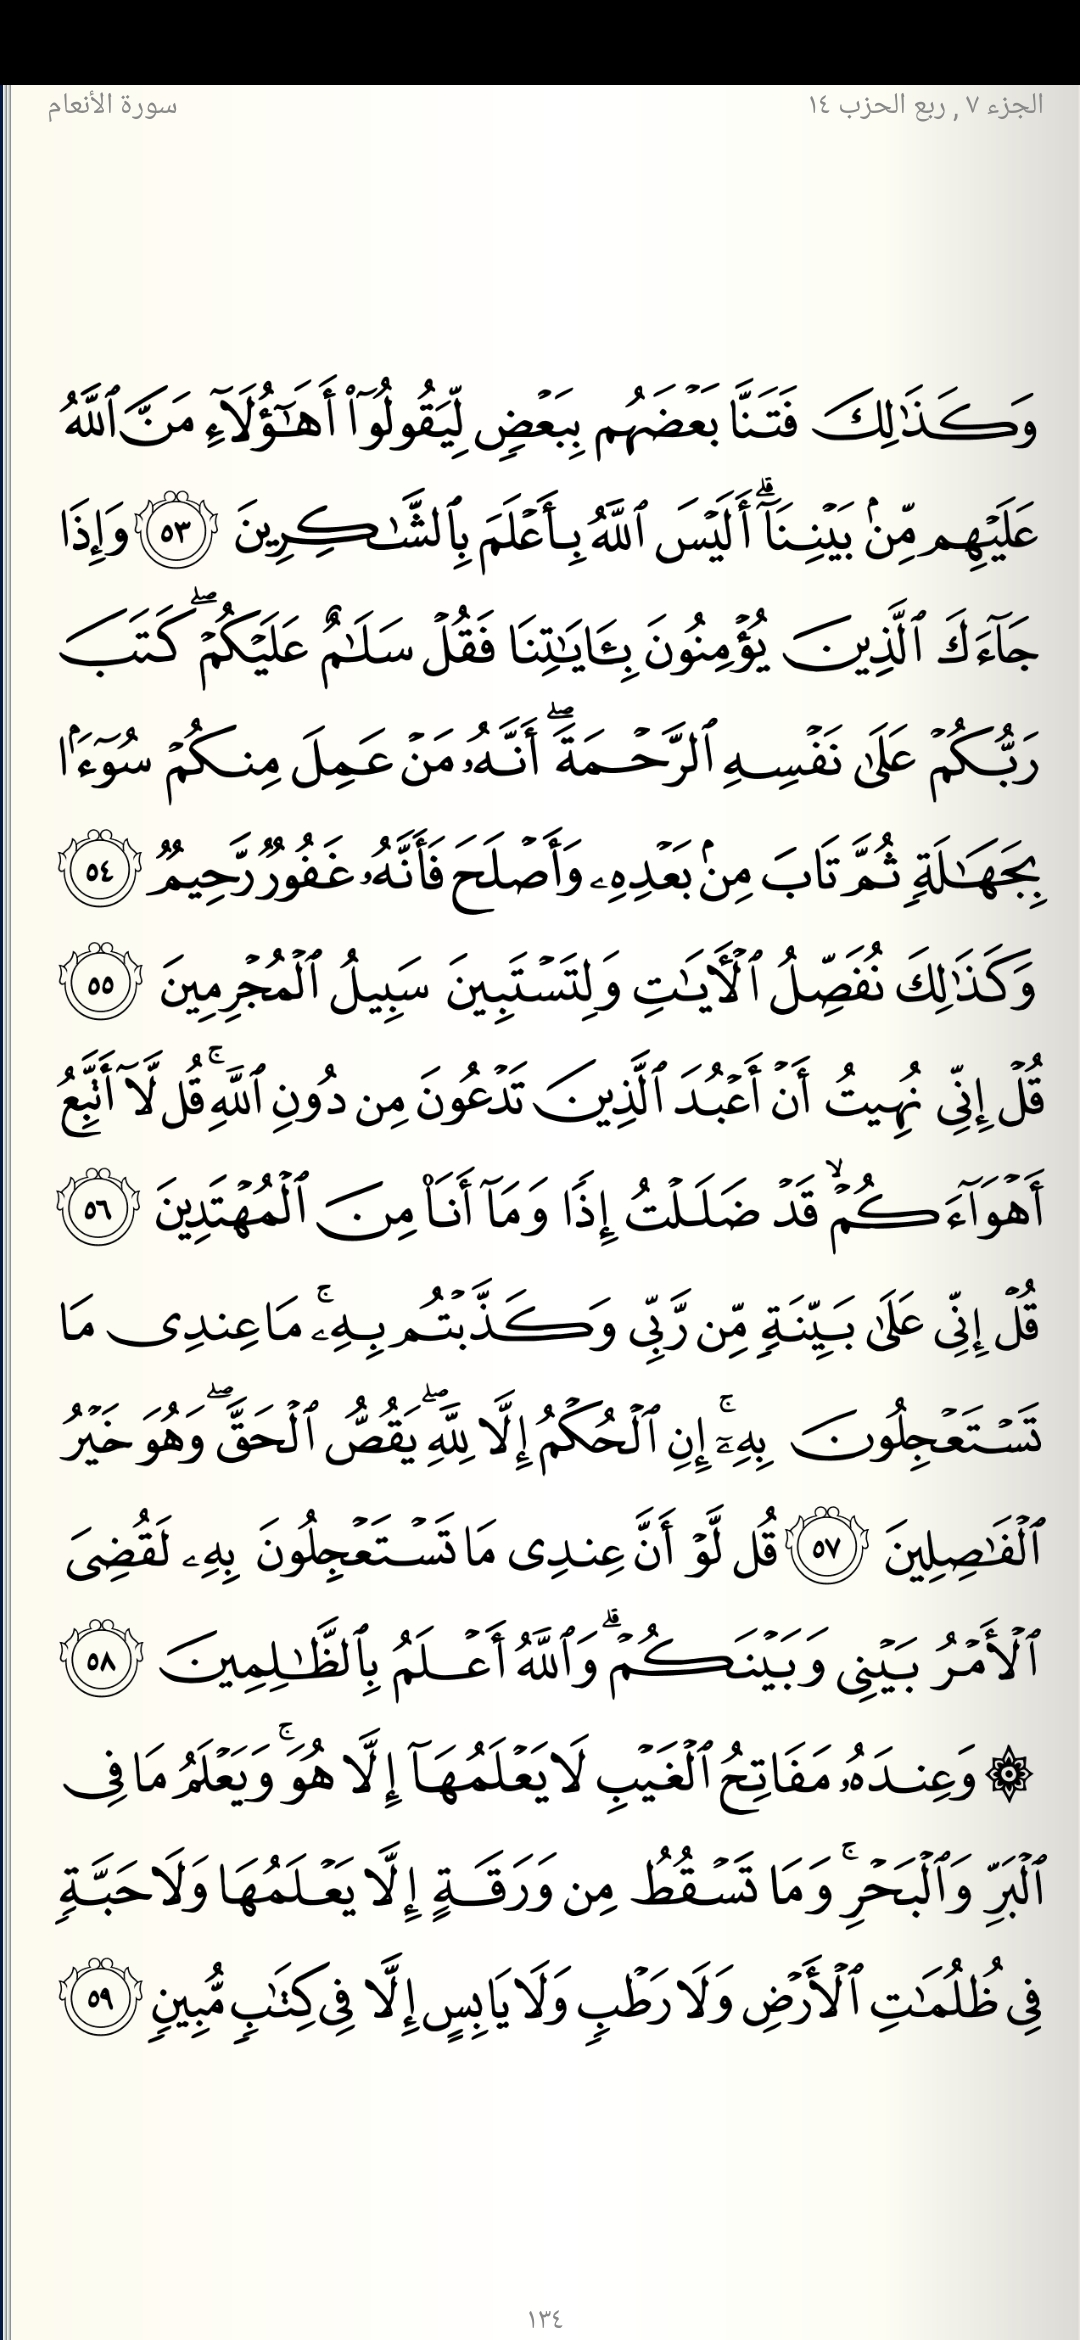 الجزء ٧ , ربع الحزب ١٤ سورة الأنعام
وَكَذَٰلِكَ فَتَنَّا بَعۡضَهُم بِبَعۡضٖ لِّيَقُولُوٓاْ أَهَٰٓؤُلَآءِ مَنَّ ٱللَّهُ
عَلَيۡهِم مِّنۢ بَيۡنِنَآۗ أَلَيۡسَ ٱللَّهُ بِأَعۡلَمَ بِٱلشَّٰكِرِينَ ٥٣ وَإِذَا
جَآءَكَ ٱلَّذِينَ يُؤۡمِنُونَ بِـَٔايَٰتِنَا فَقُلۡ سَلَٰمٌ عَلَيۡكُمۡۖ كَتَبَ
رَبُّكُمۡ عَلَىٰ نَفۡسِهِ ٱلرَّحۡمَةَۖ أَنَّهُۥ مَنۡ عَمِلَ مِنكُمۡ سُوٓءَۢا
بِجَهَٰلَةٖ ثُمَّ تَابَ مِنۢ بَعۡدِهِۦ وَأَصۡلَحَ فَأَنَّهُۥ غَفُورٞ رَّحِيمٞ ٥٤
وَكَذَٰلِكَ نُفَصِّلُ ٱلۡأٓيَٰتِ وَلِتَسۡتَبِينَ سَبِيلُ ٱلۡمُجۡرِمِينَ ٥٥
قُلۡ إِنِّي نُهِيتُ أَنۡ أَعۡبُدَ ٱلَّذِينَ تَدۡعُونَ مِن دُونِ ٱللَّهِۚ قُل لَّآ أَتَّبِعُ
أَهۡوَآءَكُمۡۙ قَدۡ ضَلَلۡتُ إِذٗا وَمَآ أَنَا۠ مِنَ ٱلۡمُهۡتَدِينَ ٥٦
قُلۡ إِنِّي عَلَىٰ بَيِّنَةٖ مِّن رَّبِّي وَكَذَّبۡتُم بِهِۦۚ مَا عِندِي مَا
تَسۡتَعۡجِلُونَ بِهِۦٓۚ إِنِ ٱلۡحُكۡمُ إِلَّا لِلَّهِۖ يَقُصُّ ٱلۡحَقَّۖ وَهُوَ خَيۡرُ
ٱلۡفَٰصِلِينَ ٥٧ قُل لَّوۡ أَنَّ عِندِي مَا تَسۡتَعۡجِلُونَ بِهِۦ لَقُضِيَ
ٱلۡأَمۡرُ بَيۡنِي وَبَيۡنَكُمۡۗ وَٱللَّهُ أَعۡلَمُ بِٱلظَّٰلِمِينَ ٥٨
۞ وَعِندَهُۥ مَفَاتِحُ ٱلۡغَيۡبِ لَا يَعۡلَمُهَآ إِلَّا هُوَۚ وَيَعۡلَمُ مَا فِي
ٱلۡبَرِّ وَٱلۡبَحۡرِۚ وَمَا تَسۡقُطُ مِن وَرَقَةٍ إِلَّا يَعۡلَمُهَا وَلَا حَبَّةٖ
فِي ظُلُمَٰتِ ٱلۡأَرۡضِ وَلَا رَطۡبٖ وَلَا يَابِسٍ إِلَّا فِي كِتَٰبٖ مُّبِينٖ ٥٩
١٣٤